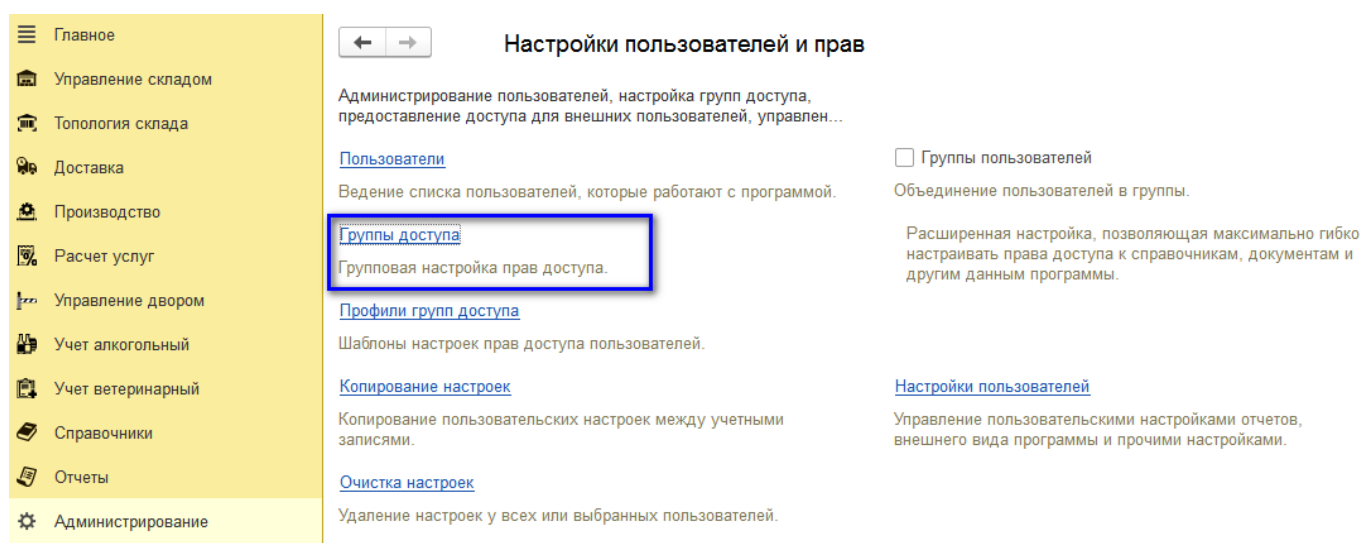 Главное
Управление складом
Топология склада
Доставка
Производство
Расчет услуг
Управление двором
Учет алкогольный
Учет ветеринарный
Справочники
Отчеты
Администрирование
Настройки пользователей и прав
Администрирование пользователей, настройка групп доступа,
предоставление доступа для внешних пользователей, управлен...
Пользователи
Ведение списка пользователей, которые работают с программой.
Группы доступа
Групповая настройка прав доступа.
Профили групп доступа
Шаблоны настроек прав доступа пользователей.
Копирование настроек
Копирование пользовательских настроек между учетными
записями.
Очистка настроек
Удаление настроек у всех или выбранных пользователей.
Группы пользователей
Объединение пользователей в группы.
Расширенная настройка, позволяющая максимально гибко
настраивать права доступа к справочникам, документам и
другим данным программы.
Настройки пользователей
Управление пользовательскими настройками отчетов,
внешнего вида программы и прочими настройками.